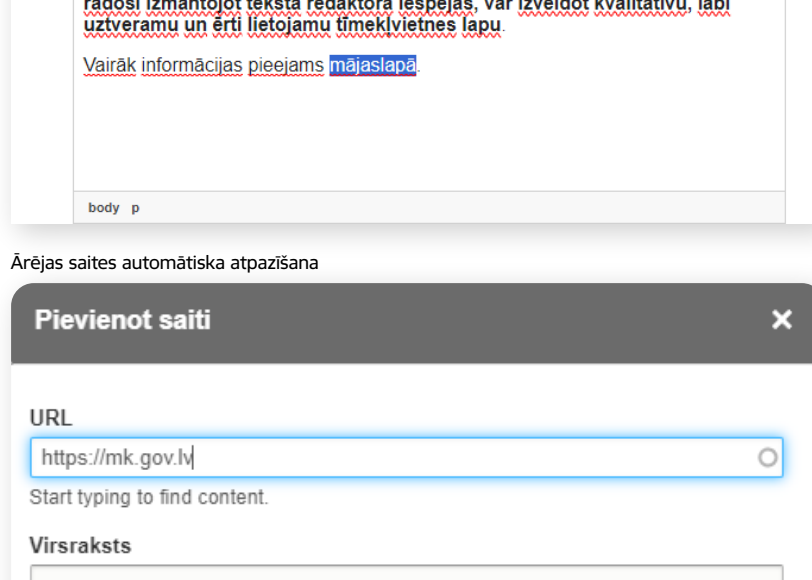 radoši izmantojot teksta redaktora iespējas, var izveidot kvalitatīvu, labi
uztveramu un ērti lietojamu tīmekļvietnes lapu.
Vairāk informācijas pieejams mājaslapā.
body p
Ārējas saites automātiska atpazīšana
Pievienot saiti
URL
https://mk.gov.lv
Start typing to find content.
Virsraksts